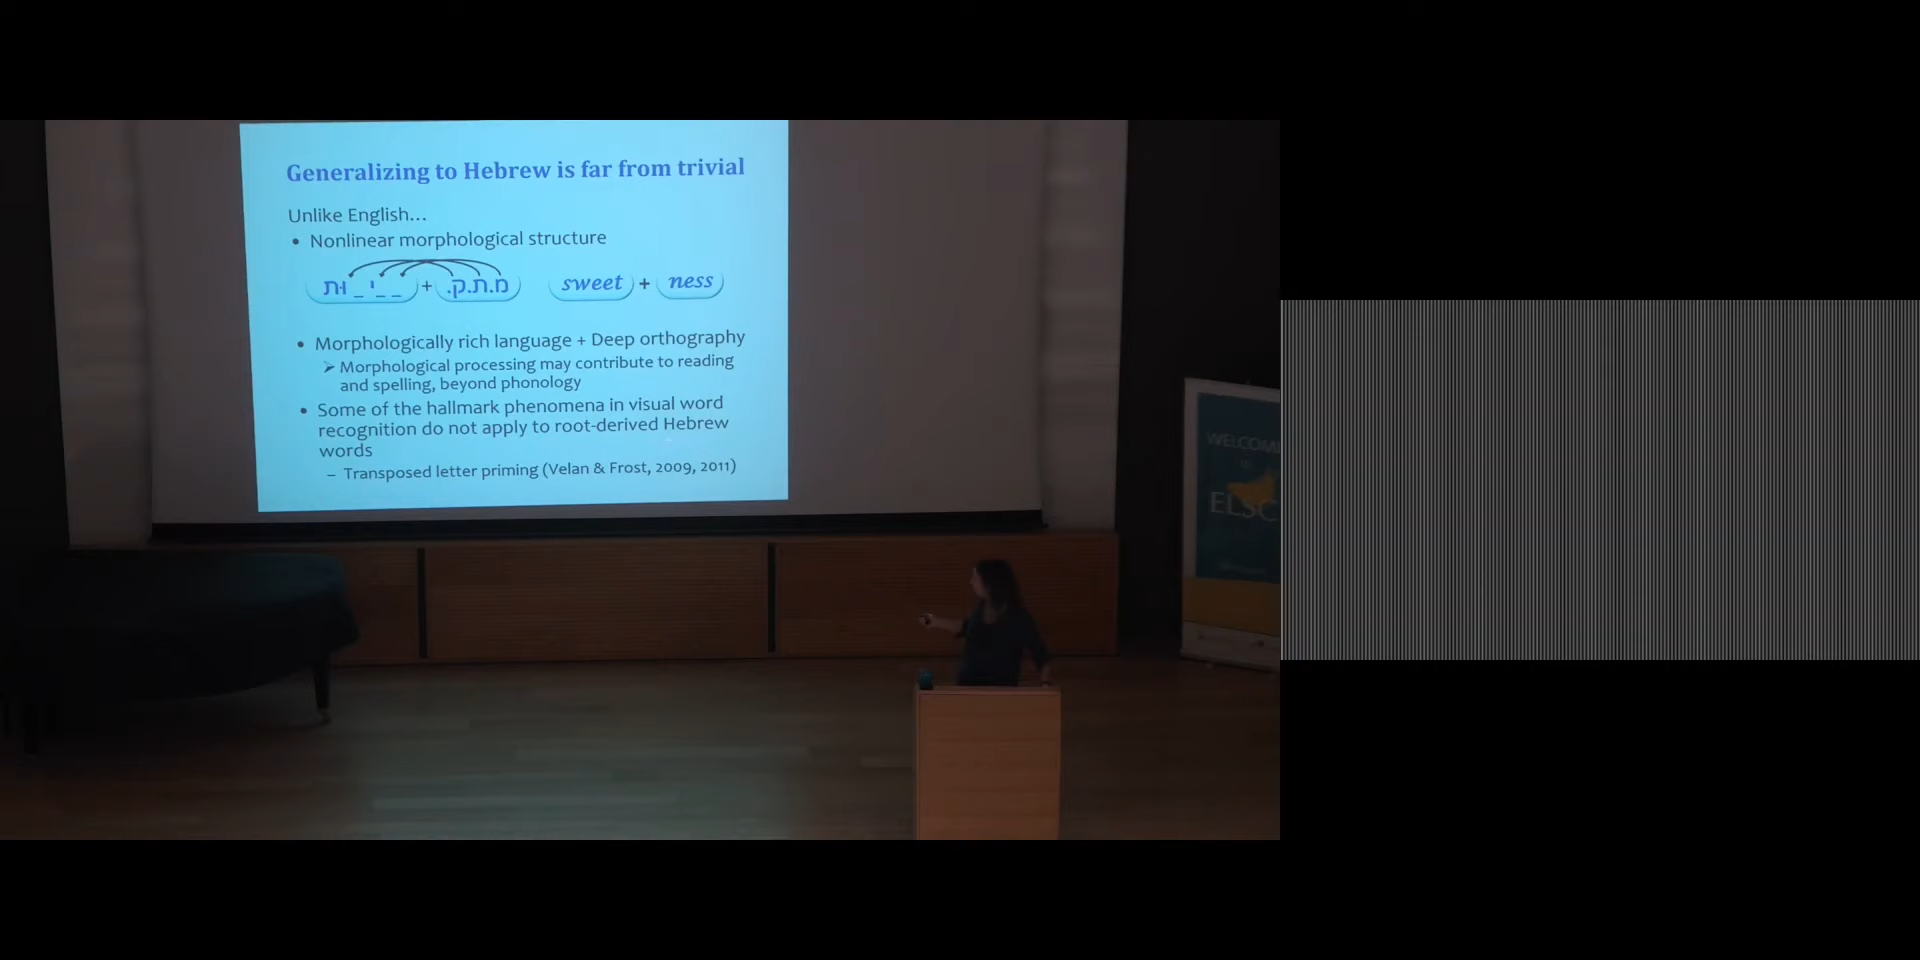 Generalizing to Hebrew is far from trivial
Unlike English...
• Nonlinear morphological structure
מ.ת.ק. + _ _ י _ וּת sweet + ness
• Morphologically rich language + Deep orthography
➢ Morphological processing may contribute to reading
and spelling, beyond phonology
• Some of the hallmark phenomena in visual word
recognition do not apply to root-derived Hebrew
words
– Transposed letter priming (Velan & Frost, 2009, 2011)
WELCOME
ELSC